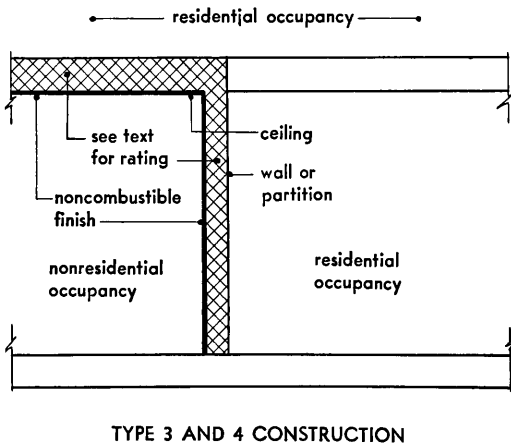 residential occupancy
see text
for rating
ceiling
wall or
partition
noncombustible
finish
nonresidential
occupancy
residential
occupancy
TYPE 3 AND 4 CONSTRUCTION